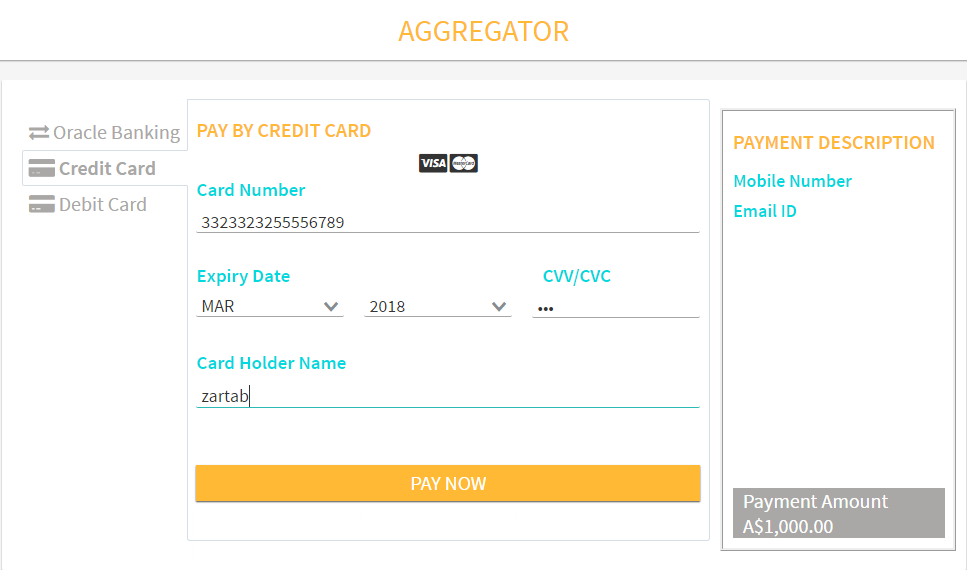 AGGREGATOR
Oracle Banking
Credit Card
Debit Card
PAY BY CREDIT CARD
VISA MasterCard
Card Number
3323323255556789
Expiry Date
CVV/CVC
MAR
2018
•••
Card Holder Name
zartab
PAY NOW
PAYMENT DESCRIPTION
Mobile Number
Email ID
Payment Amount
A$1,000.00